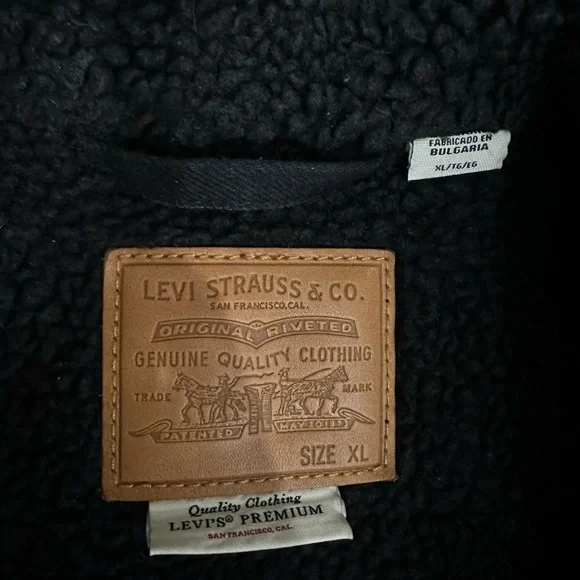 FABRICADO EN
BULGARIA
XL/TG/EG
LEVI STRAUSS & CO.
SAN FRANCISCO, CAL.
ORIGINAL RIVETED
GENUINE QUALITY CLOTHING
TRADE MARK
PATENTED MAY 20 1873
SIZE XL
Quality Clothing
LEVI'S® PREMIUM
SAN FRANCISCO, CAL.